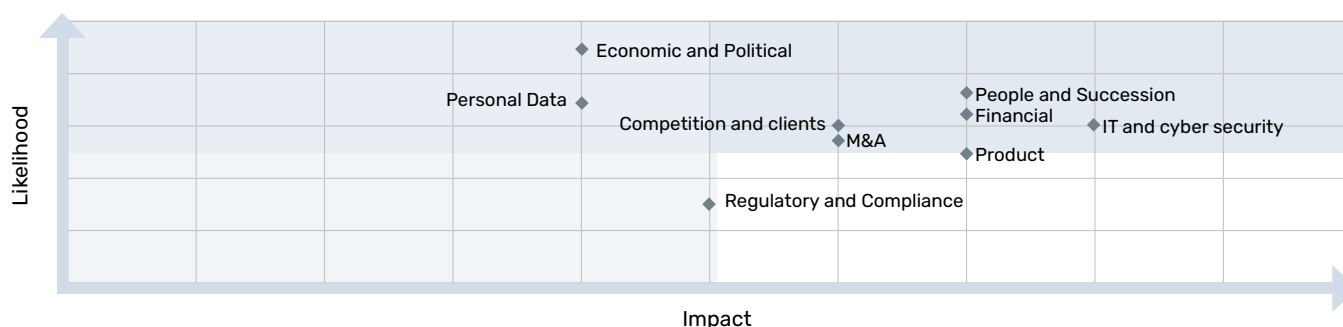 Economic and Political
Personal Data
People and Succession
Financial
Competition and clients
IT and cyber security
M&A
Product
Regulatory and Compliance
Likelihood
Impact